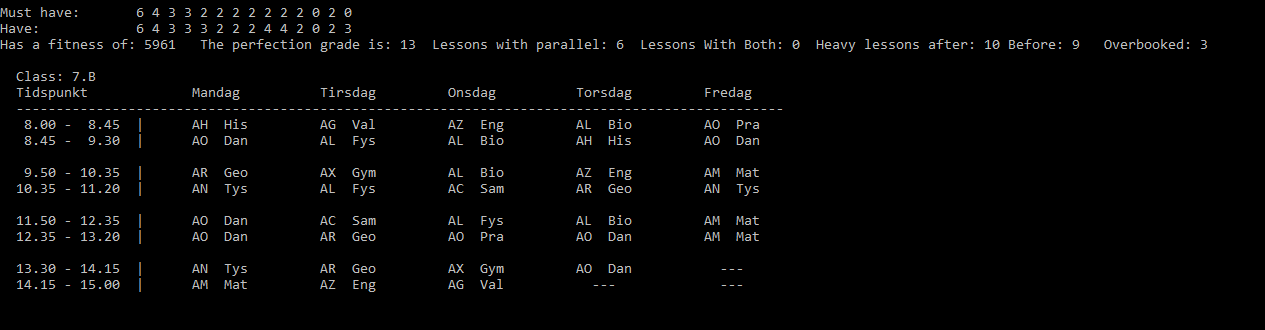 Must have:       6 4 3 3 2 2 2 2 2 2 2 0 2 0
Have:            6 4 3 3 3 2 2 2 4 4 2 0 2 3
Has a fitness of: 5961   The perfection grade is: 13  Lessons with parallel: 6  Lessons With Both: 0  Heavy lessons after: 10 Before: 9   Overbooked: 3
Class: 7.B
Tidspunkt             Mandag          Tirsdag         Onsdag          Torsdag         Fredag
------------------------------------------------------------------------------------------------
8.00 -  8.45  |      AH  His         AG  Val         AZ  Eng         AL  Bio         AO  Pra
8.45 -  9.30  |      AO  Dan         AL  Fys         AL  Bio         AH  His         AO  Dan
9.50 - 10.35  |      AR  Geo         AX  Gym         AL  Bio         AZ  Eng         AM  Mat
10.35 - 11.20  |      AN  Tys         AL  Fys         AC  Sam         AR  Geo         AN  Tys
11.50 - 12.35  |      AO  Dan         AC  Sam         AL  Fys         AL  Bio         AM  Mat
12.35 - 13.20  |      AO  Dan         AR  Geo         AO  Pra         AO  Dan         AM  Mat
13.30 - 14.15  |      AN  Tys         AR  Geo         AX  Gym         AO  Dan           ---
14.15 - 15.00  |      AM  Mat         AZ  Eng         AG  Val           ---             ---